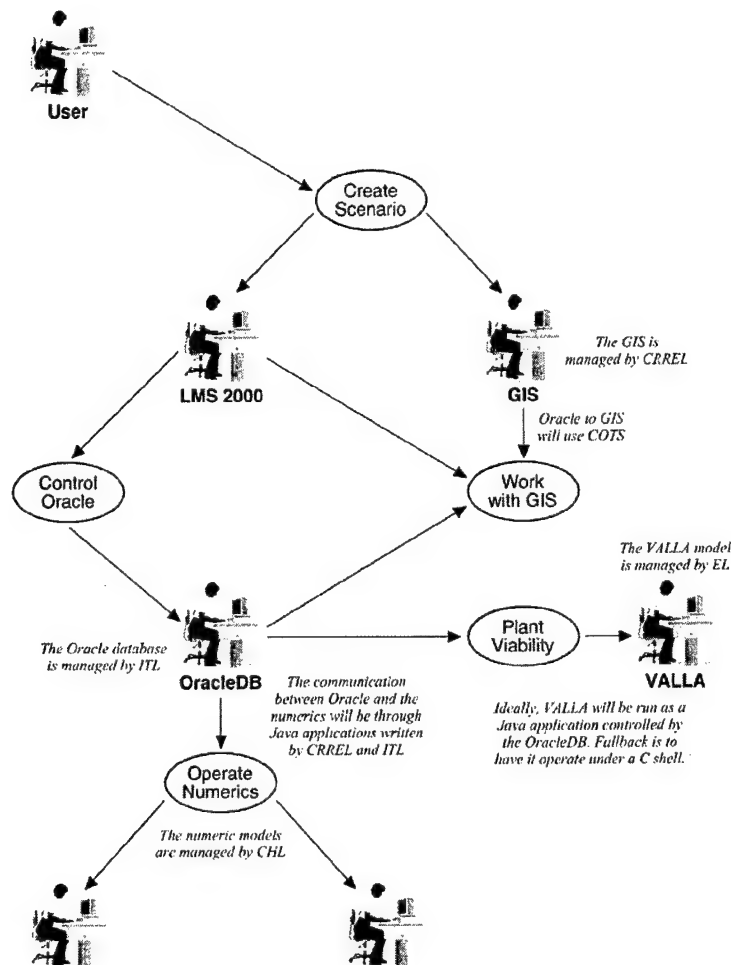 User
Create
Scenario
LMS 2000
GIS
The GIS is
managed by CRREL
Oracle to GIS
will use COTS
Control
Oracle
Work
with GIS
The VALLA model
is managed by EL
The Oracle database
is managed by ITL
OracleDB
Plant
Viability
VALLA
The communication
between Oracle and the
numerics will be through
Java applications written
by CRREL and ITL
Ideally, VALLA will be run as a
Java application controlled by
the OracleDB. Fallback is to
have it operate under a C shell.
Operate
Numerics
The numeric models
are managed by CHL